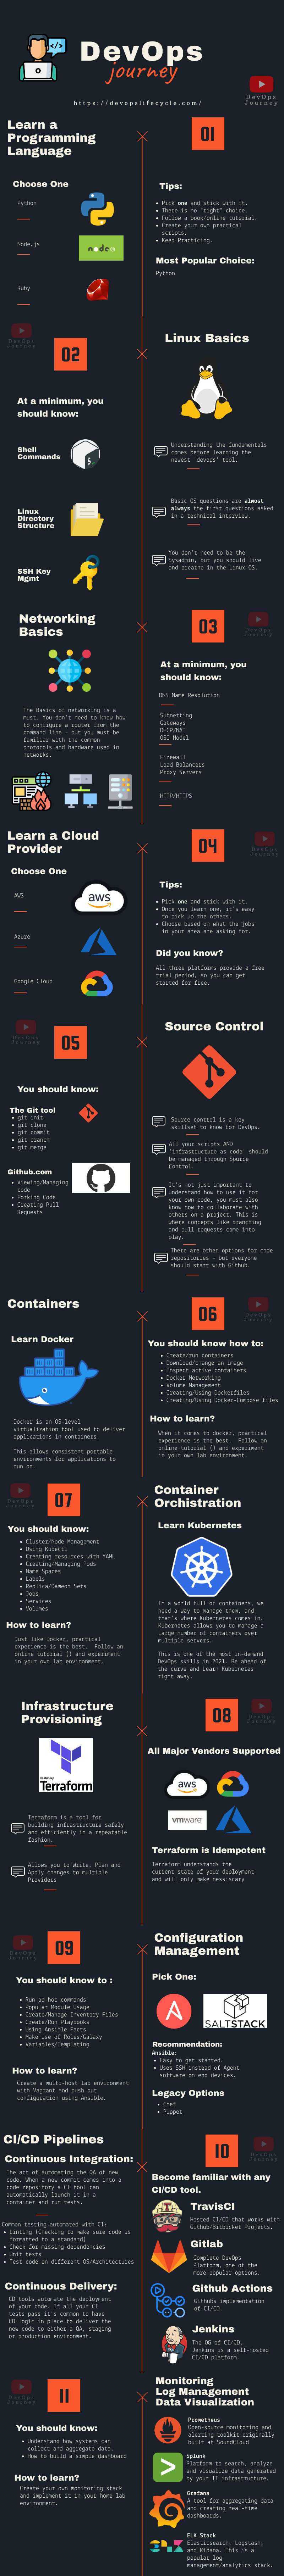 DevOps
journey
https://devopslifecycle.com/
DevOps
Journey
Learn a
Programming
Language
01
Choose One
Python
Node.js
node
Ruby
Tips:
Pick one and stick with it.
There is no "right" choice.
Follow a book/online tutorial.
Create your own practical
scripts.
Keep Practicing.
Most Popular Choice:
Python
DevOps
Journey
02
Linux Basics
At a minimum, you
should know:
Shell
Commands
Linux
Directory
Structure
SSH Key
Mgmt
Understanding the fundamentals
comes before learning the
newest 'devops' tool.
Basic OS questions are almost
always the first questions asked
in a technical interview.
You don't need to be the
Sysadmin, but you should live
and breathe in the Linux OS.
Networking
Basics
03
DevOps
Journey
The Basics of networking is a
must. You don't need to know how
to configure a router from the
command line - but you must be
familiar with the common
protocols and hardware used in
networks.
At a minimum, you
should know:
DNS Name Resolution
Subnetting
Gateways
DHCP/NAT
OSI Model
Firewall
Load Balancers
Proxy Servers
HTTP/HTTPS
Learn a Cloud
Provider
04
DevOps
Journey
Choose One
AWS
aws
Azure
Google Cloud
Tips:
Pick one and stick with it.
Once you learn one, it's easy
to pick up the others.
Choose based on what the jobs
in your area are asking for.
Did you know?
All three platforms provide a free
trial period, so you can get
started for free.
DevOps
Journey
05
Source Control
You should know:
The Git tool
git init
git clone
git commit
git branch
git merge
Github.com
Viewing/Managing
code
Forking Code
Creating Pull
Requests
Source control is a key
skillset to know for DevOps.
All your scripts AND
'infrastructure as code' should
be managed through Source
Control.
It's not just important to
understand how to use it for
your own code, you must also
know how to collaborate with
others on a project. This is
where concepts like branching
and pull requests come into
play.
There are other options for code
repositories - but everyone
should start with Github.
Containers
06
DevOps
Journey
Learn Docker
Docker is an OS-level
virtualization tool used to deliver
applications in containers.
This allows consistent portable
environments for applications to
run on.
You should know how to:
Create/run containers
Download/change an image
Inspect active containers
Docker Networking
Volume Management
Creating/Using Dockerfiles
Creating/Using Docker-Compose files
How to learn?
When it comes to docker, practical
experience is the best. Follow an
online tutorial () and experiment
in your own lab environment.
DevOps
Journey
07
Container
Orchistration
You should know:
Cluster/Node Management
Using Kubectl
Creating resources with YAML
Creating/Managing Pods
Name Spaces
Labels
Replica/Dameon Sets
Jobs
Services
Volumes
How to learn?
Just like Docker, practical
experience is the best. Follow an
online tutorial () and experiment
in your own lab environment.
Learn Kubernetes
In a world full of containers, we
need a way to manage them, and
that's where Kubernetes comes in.
Kubernetes allows you to manage a
large number of containers over
multiple servers.
This is one of the most in-demand
DevOps skills in 2021. Be ahead of
the curve and Learn Kubernetes
right away.
Infrastructure
Provisioning
08
DevOps
Journey
HashiCorp
Terraform
Terraform is a tool for
building infrastructure safely
and efficiently in a repeatable
fashion.
Allows you to Write, Plan and
Apply changes to multiple
Providers
All Major Vendors Supported
aws
vmware
Terraform is Idempotent
Terraform understands the
current state of your deployment
and will only make nessiscary
DevOps
Journey
09
Configuration
Management
You should know to :
Run ad-hoc commands
Popular Module Usage
Create/Manage Inventory Files
Create/Run Playbooks
Using Ansible Facts
Make use of Roles/Galaxy
Variables/Templating
How to learn?
Create a multi-host lab environment
with Vagrant and push out
configuration using Ansible.
Pick One:
SALTSTACK
Recommendation:
Ansible:
Easy to get started.
Uses SSH instead of Agent
software on end devices.
Legacy Options
Chef
Puppet
CI/CD Pipelines
10
DevOps
Journey
Continuous Integration:
The act of automating the QA of new
code. When a new commit comes into a
code repository a CI tool can
automatically launch it in a
container and run tests.
Common testing automated with CI:
Linting (Checking to make sure code is
formatted to a standard)
Check for missing dependencies
Unit tests
Test code on different OS/Architectures
Continuous Delivery:
CD tools automate the deployment
of your code. If all your CI
tests pass it's common to have
CD logic in place to deliver the
new code to either a QA, staging
or production environment.
Become familiar with any
CI/CD tool.
TravisCI
Hosted CI/CD that works with
Github/Bitbucket Projects.
Gitlab
Complete DevOps
Platform, one of the
more popular options.
Github Actions
Githubs implementation
of CI/CD.
Jenkins
The OG of CI/CD.
Jenkins is a self-hosted
CI/CD platform.
DevOps
Journey
11
Monitoring
Log Management
Data Visualization
You should know:
Understand how systems can
collect and aggregate data.
How to build a simple dashboard
How to learn?
Create your own monitoring stack
and implement it in your home lab
environment.
Prometheus
Open-source monitoring and
alerting toolkit originally
built at SoundCloud
Splunk
Platform to search, analyze
and visualize data generated
by your IT infrastructure.
Grafana
A tool for aggregating data
and creating real-time
dashboards.
ELK Stack
Elasticsearch, Logstash,
and Kibana. This is a
popular log
management/analytics stack.